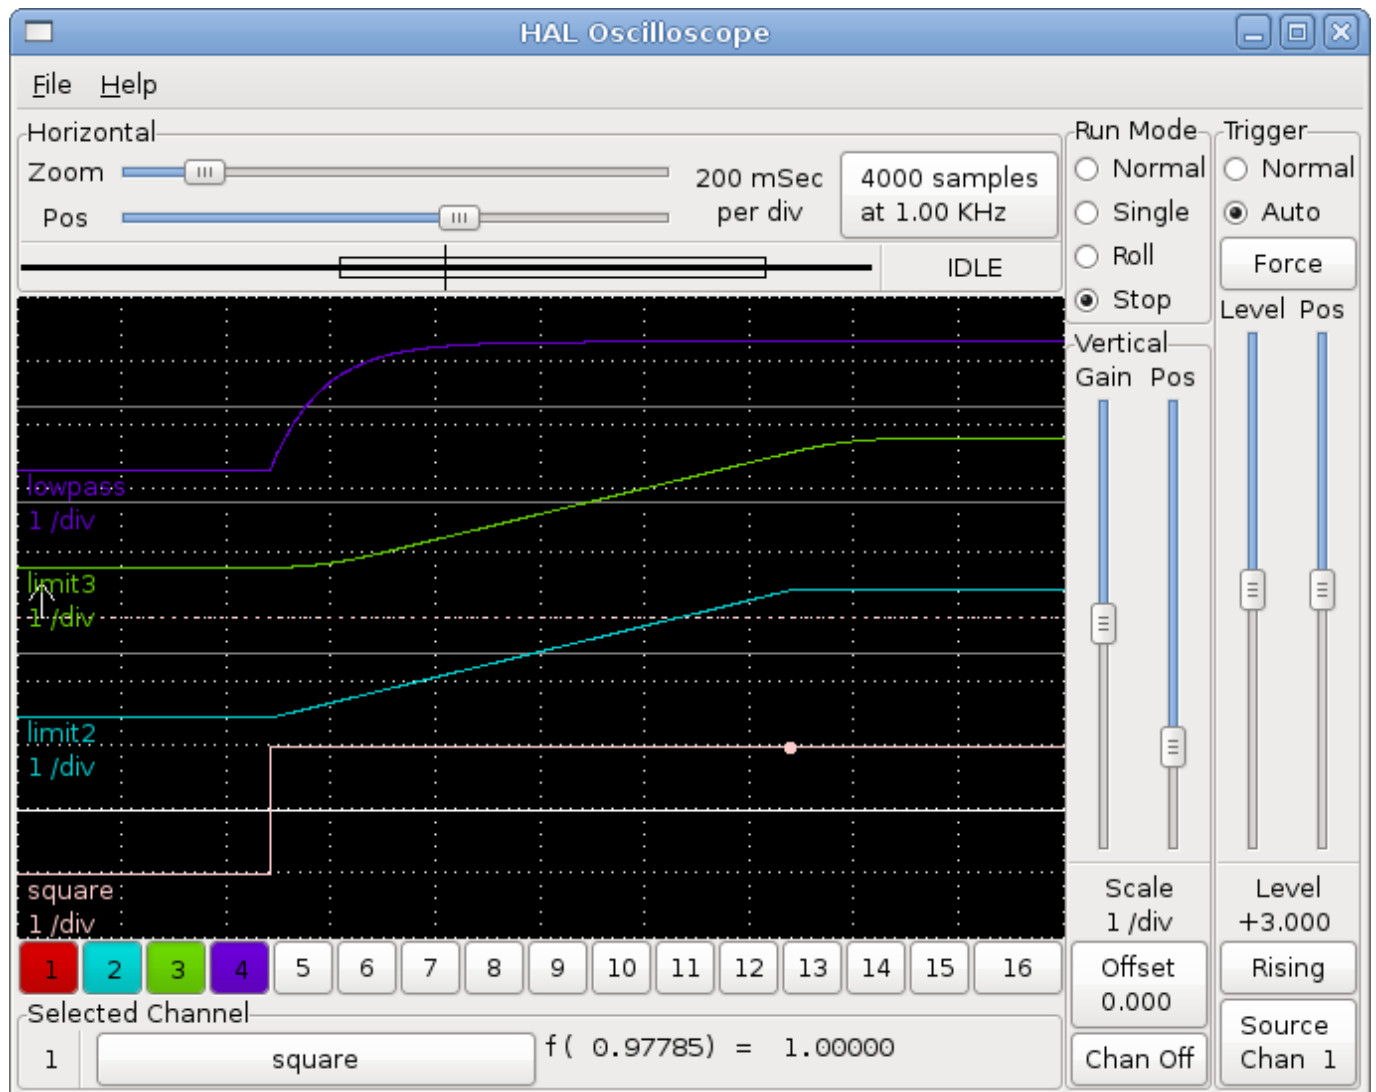 HAL Oscilloscope
File Help
Horizontal
Zoom
Pos
200 mSec
per div
4000 samples
at 1.00 KHz
IDLE
Run Mode
Normal
Single
Roll
Stop
Trigger
Normal
Auto
Force
Level Pos
Vertical
Gain Pos
lowpass
1 /div
limit3
1 /div
limit2
1 /div
square
1 /div
Scale
1 /div
Level
+3.000
1 2 3 4 5 6 7 8 9 10 11 12 13 14 15 16
Offset
0.000
Rising
Selected Channel
1
square
f( 0.97785) = 1.00000
Chan Off
Source
Chan 1